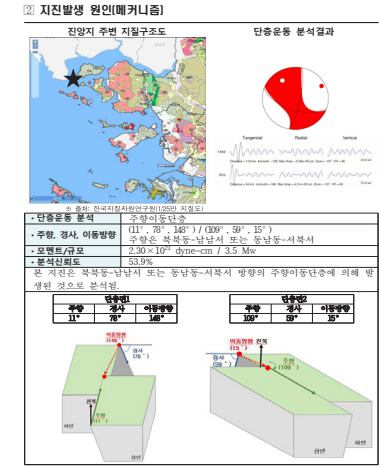 ② 지진발생 원인(메커니즘)
진앙지 주변 지질구조도
단층운동 분석결과
Tangential Radial Vertical
※ 출처: 한국지질자원연구원(1/25만 지질도)
• 단층운동 분석 주향이동단층
• 주향, 경사, 이동방향 (11°, 78°, 148°) / (109°, 59°, 15°)
주향은 북북동-남남서 또는 동남동-서북서
• 모멘트/규모 2.30×10²¹ dyne-cm / 3.5 Mw
• 분석신뢰도 53.9%
본 지진은 북북동-남남서 또는 동남동-서북서 방향의 주향이동단층에 의해 발
생된 것으로 분석됨.
단층면1
주향 경사 이동방향
11° 78° 148°
단층면2
주향 경사 이동방향
109° 59° 15°
이동방향
(148°)
경사
(78°)
진북
주향
(11°)
하반
상반
이동방향
(15°)
진북
경사
(59°)
주향
(109°)
하반
상반